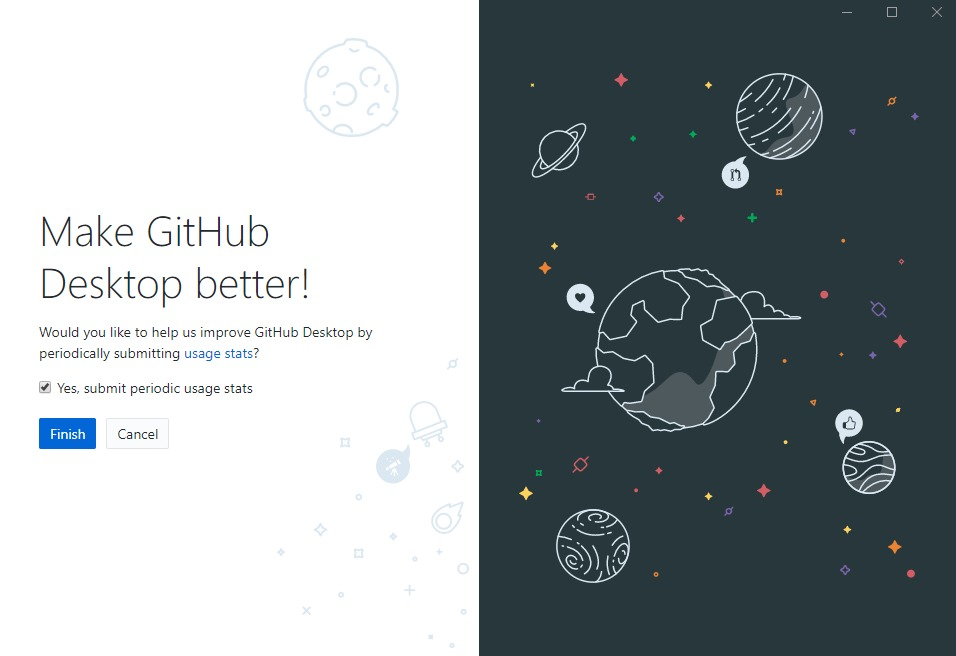 Make GitHub
Desktop better!
Would you like to help us improve GitHub Desktop by
periodically submitting usage stats?
Yes, submit periodic usage stats
Finish
Cancel